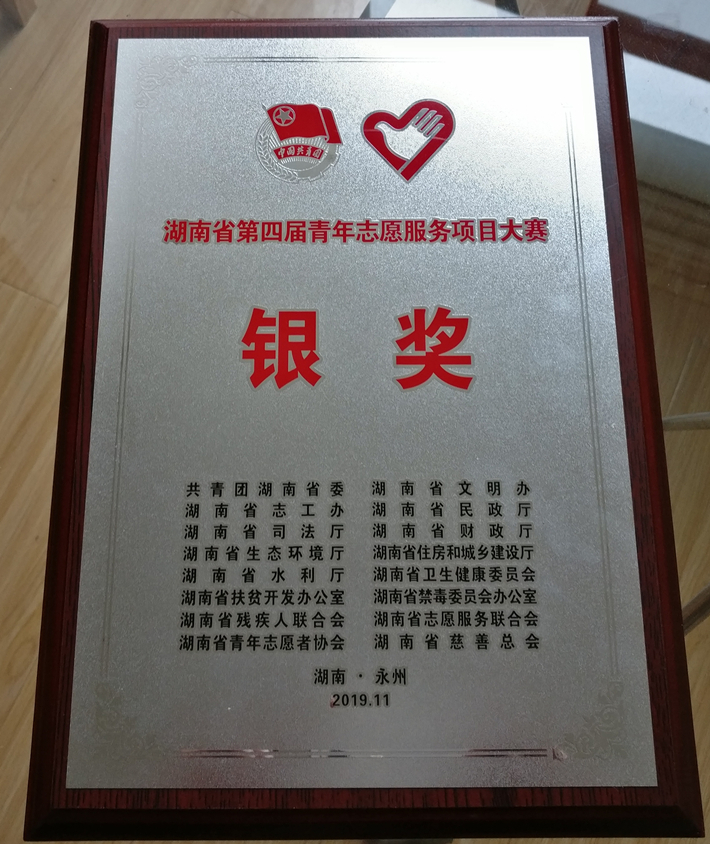 中国共青团
湖南省第四届青年志愿服务项目大赛
银 奖
共青团湖南省委 湖南省文明办
湖南省志工办 湖南省民政厅
湖南省司法厅 湖南省财政厅
湖南省生态环境厅 湖南省住房和城乡建设厅
湖南省水利厅 湖南省卫生健康委员会
湖南省扶贫开发办公室 湖南省禁毒委员会办公室
湖南省残疾人联合会 湖南省志愿服务联合会
湖南省青年志愿者协会 湖南省慈善总会
湖南·永州
2019.11